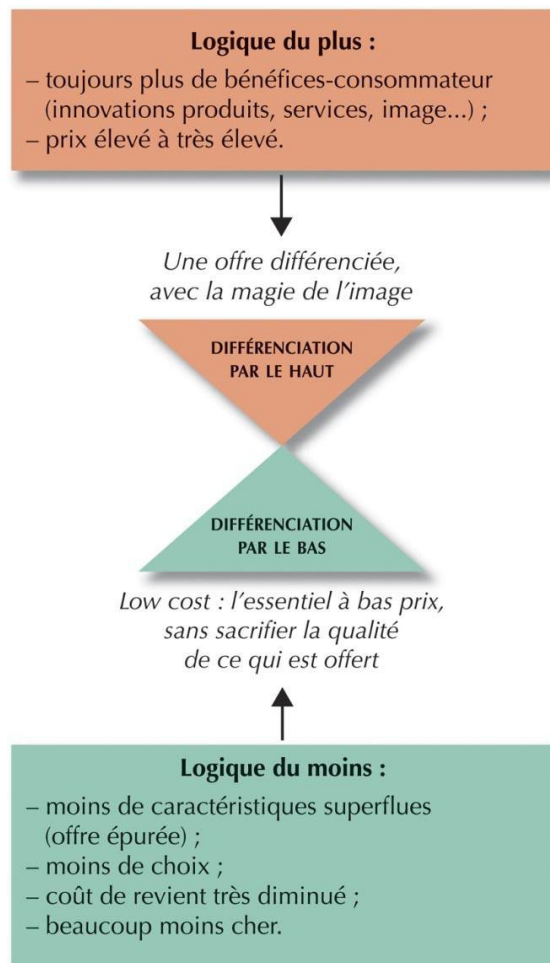 Logique du plus :
– toujours plus de bénéfices-consommateur
(innovations produits, services, image...) ;
– prix élevé à très élevé.
Une offre différenciée,
avec la magie de l’image
DIFFÉRENCIATION
PAR LE HAUT
DIFFÉRENCIATION
PAR LE BAS
Low cost : l’essentiel à bas prix,
sans sacrifier la qualité
de ce qui est offert
Logique du moins :
– moins de caractéristiques superflues
(offre épurée) ;
– moins de choix ;
– coût de revient très diminué ;
– beaucoup moins cher.